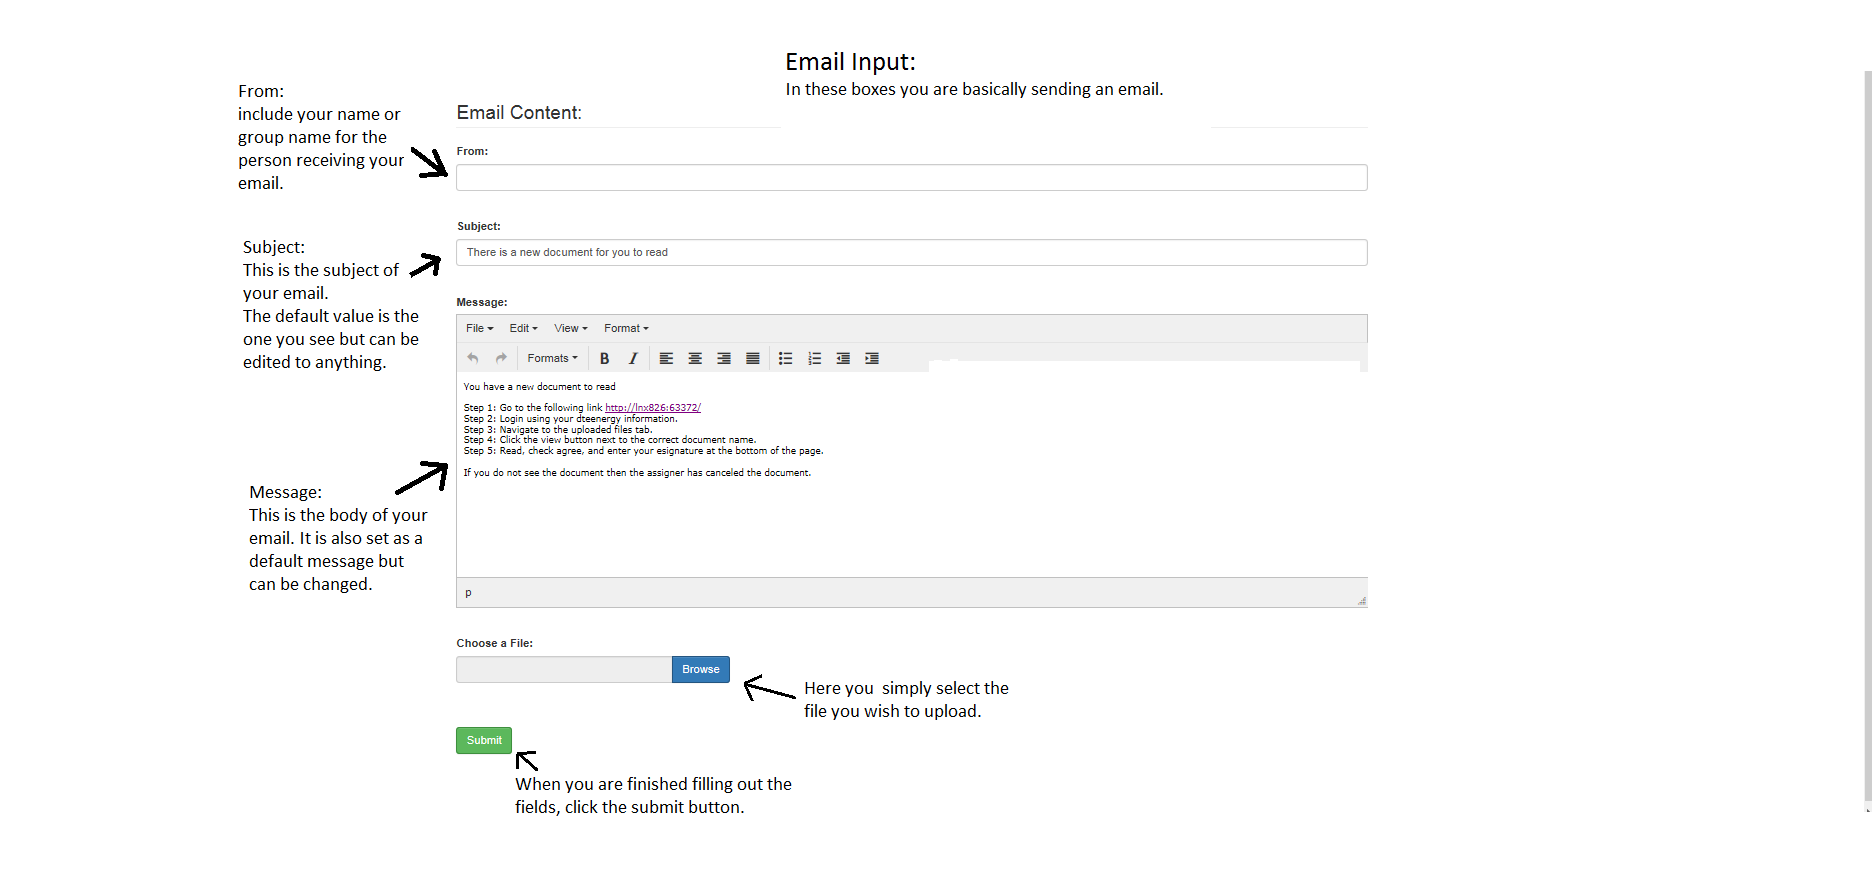 Email Input:
In these boxes you are basically sending an email.
From:
include your name or
group name for the
person receiving your
email.
Email Content:
From:
Subject:
This is the subject of
your email.
The default value is the
one you see but can be
edited to anything.
Subject:
There is a new document for you to read
Message:
File Edit View Format
Formats B I
You have a new document to read
Step 1: Go to the following link http://lnx826:63372/
Step 2: Login using your dteenergy information.
Step 3: Navigate to the uploaded files tab.
Step 4: Click the view button next to the correct document name.
Step 5: Read, check agree, and enter your esignature at the bottom of the page.
If you do not see the document then the assigner has canceled the document.
Message:
This is the body of your
email. It is also set as a
default message but
can be changed.
p
Choose a File:
Browse
Here you  simply select the
file you wish to upload.
Submit
When you are finished filling out the
fields, click the submit button.